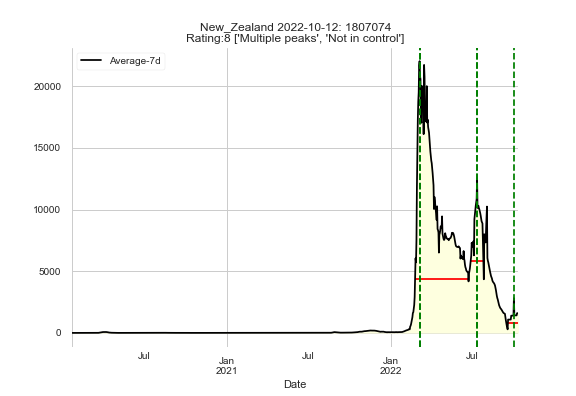 New_Zealand 2022-10-12: 1807074
Rating:8 ['Multiple peaks', 'Not in control']
Average-7d
20000
15000
10000
5000
0
Jul
Jan
2021
Jul
Jan
2022
Jul
Date